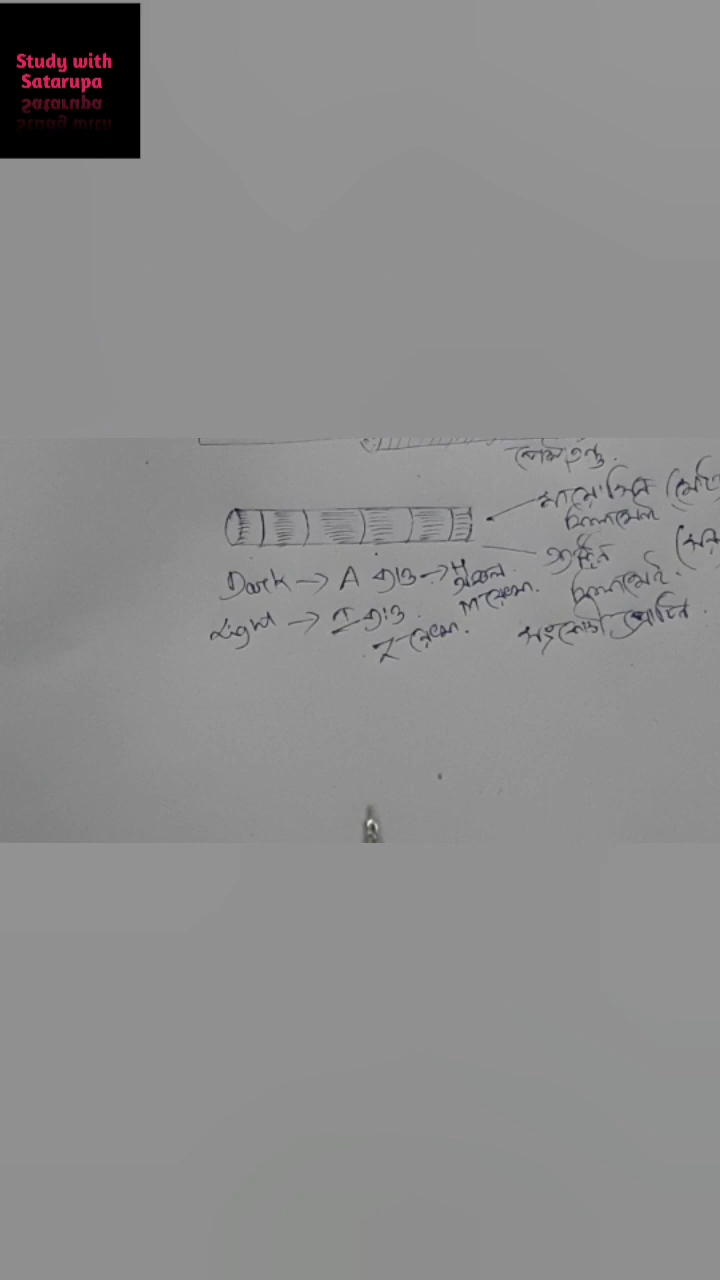 Study with
Satarupa
পেশীতন্তু.
মায়োসিন (মোটা
ফিলামেন্ট
অ্যাক্টিন (সরু
ফিলামেন্ট.
সংকোচী প্রোটিন.
Dark → A ব্যান্ড → H অঞ্চল.
M রেখা.
Light → I ব্যান্ড.
Z রেখা.